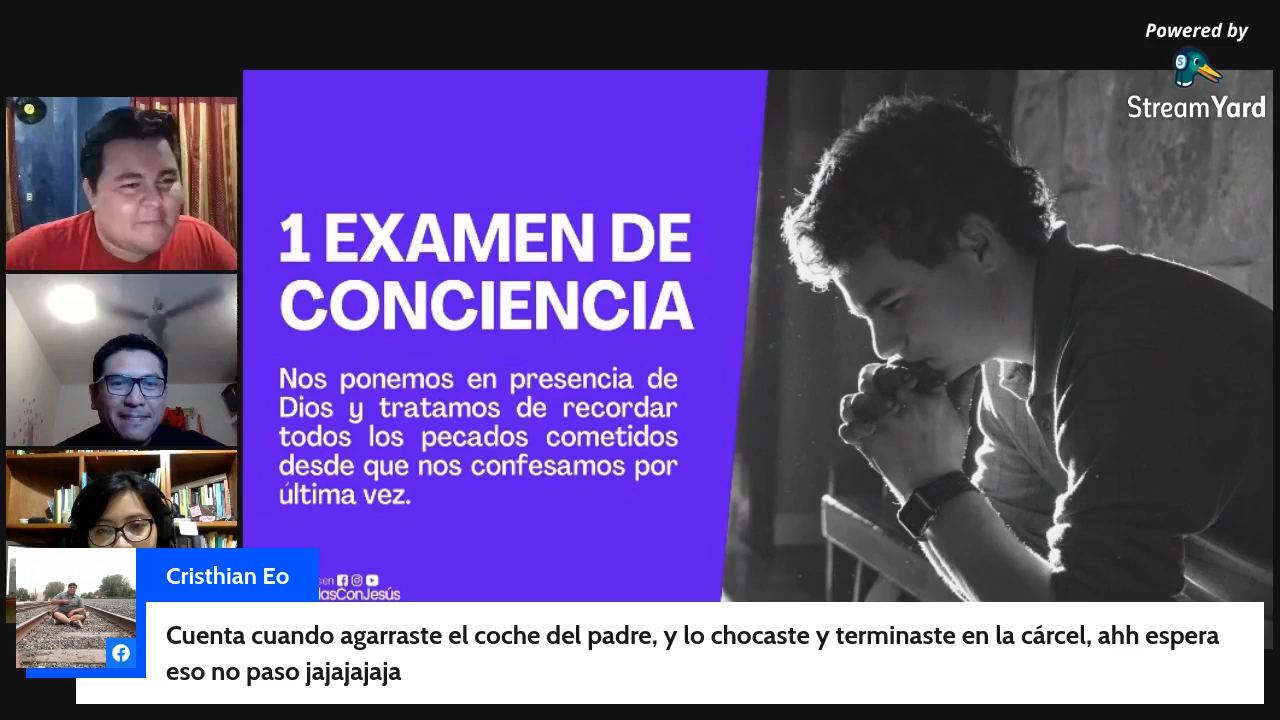 Powered by
StreamYard
1 EXAMEN DE
CONCIENCIA
Nos ponemos en presencia de
Dios y tratamos de recordar
todos los pecados cometidos
desde que nos confesamos por
última vez.
ConJesús
Cristhian Eo
Cuenta cuando agarraste el coche del padre, y lo chocaste y terminaste en la cárcel, ahh espera
eso no paso jajajajaja